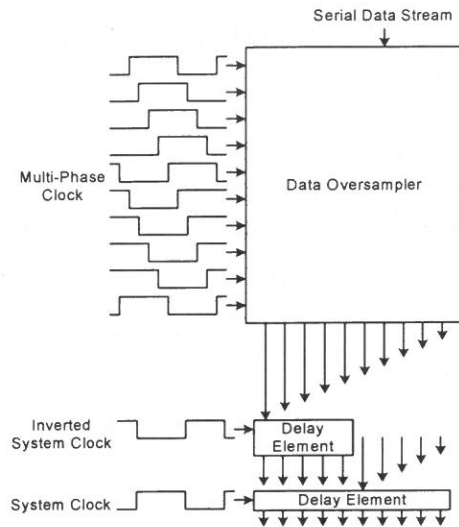 Serial Data Stream
Multi-Phase
Clock
Data Oversampler
Inverted
System Clock
Delay
Element
System Clock
Delay Element